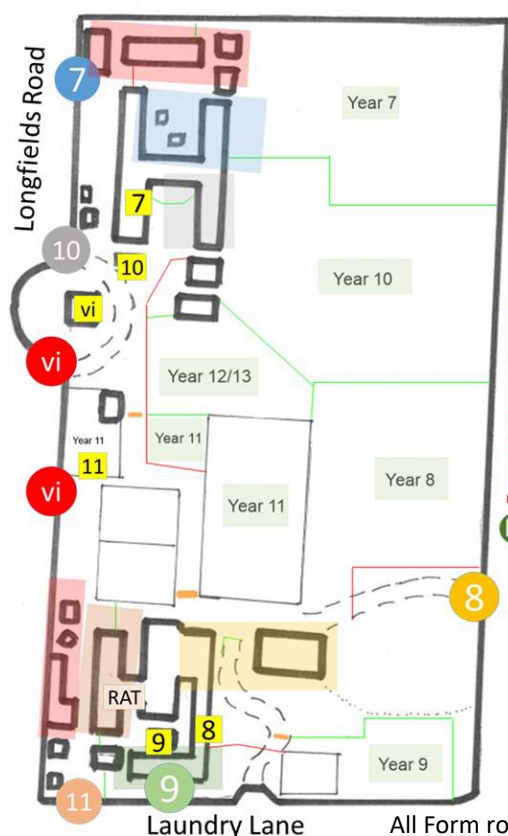 Longfields Road
7
Year 7
7
10
10
Year 10
vi
vi
Year 12/13
Year 11
11
Year 11
Year 11
Year 8
vi
8
RAT
9
8
9
Year 9
11
Laundry Lane
All Form ro